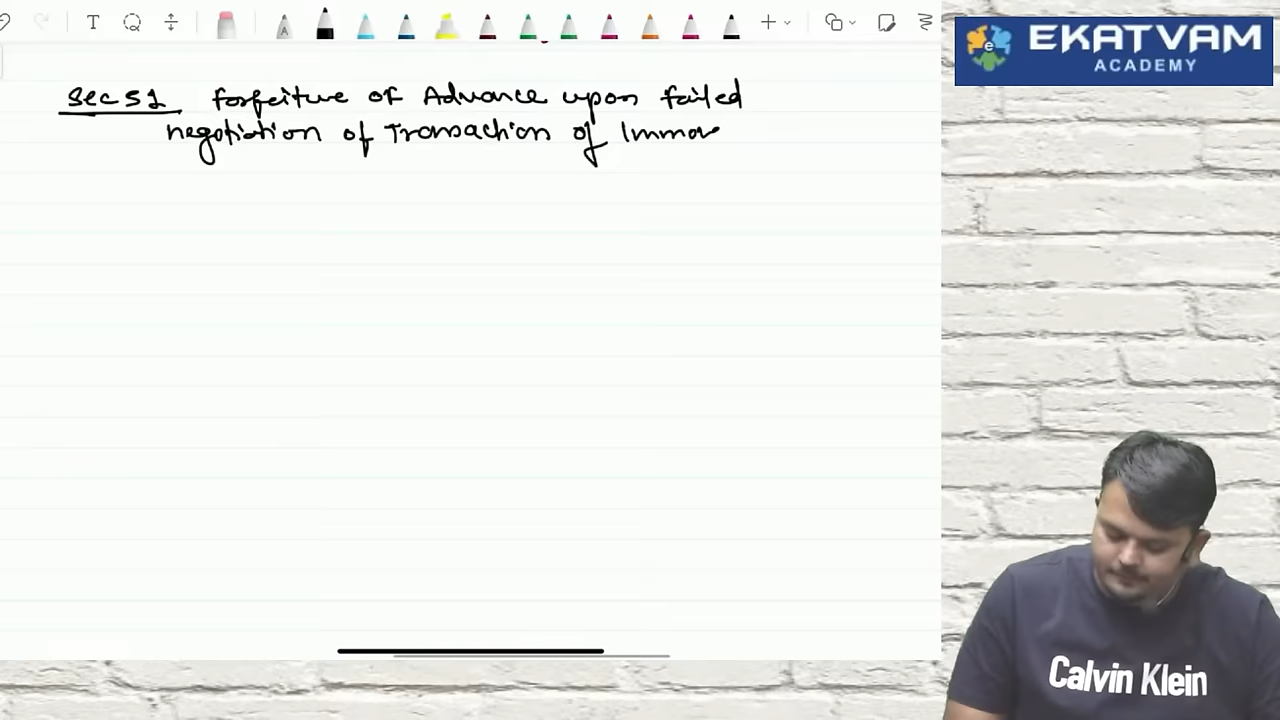 EKATVAM
ACADEMY
Sec 51 Forfeiture of Advance upon failed
negotiation of Transaction of Immov
Calvin Klein